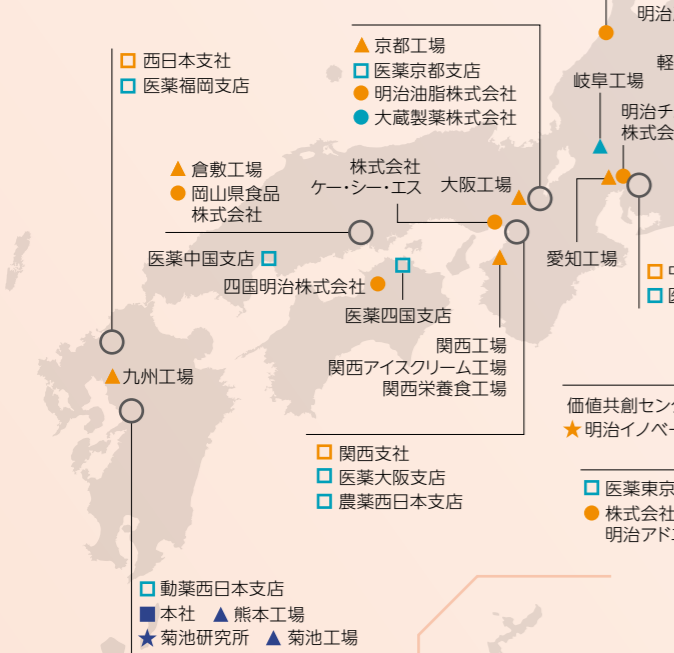 明治
西日本支社
医薬福岡支店
京都工場
医薬京都支店
明治油脂株式会社
大蔵製薬株式会社
軽
岐阜工場
明治チ
株式会
倉敷工場
岡山県食品
株式会社
株式会社
ケー・シー・エス
大阪工場
医薬中国支店
四国明治株式会社
医薬四国支店
愛知工場
関西工場
関西アイスクリーム工場
関西栄養食工場
九州工場
価値共創セン
明治イノベー
関西支社
医薬大阪支店
農薬西日本支店
医薬東京
株式会社
明治アド
動薬西日本支店
本社 熊本工場
菊池研究所 菊池工場